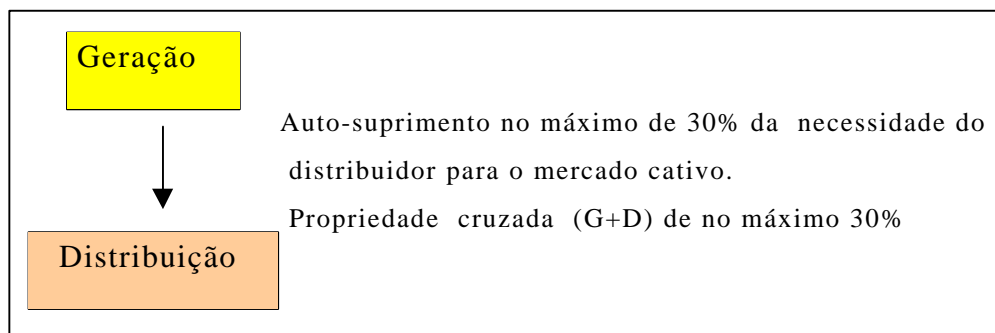 Geração
Auto-suprimento no máximo de 30% da necessidade do
distribuidor para o mercado cativo.
Propriedade cruzada (G+D) de no máximo 30%
Distribuição